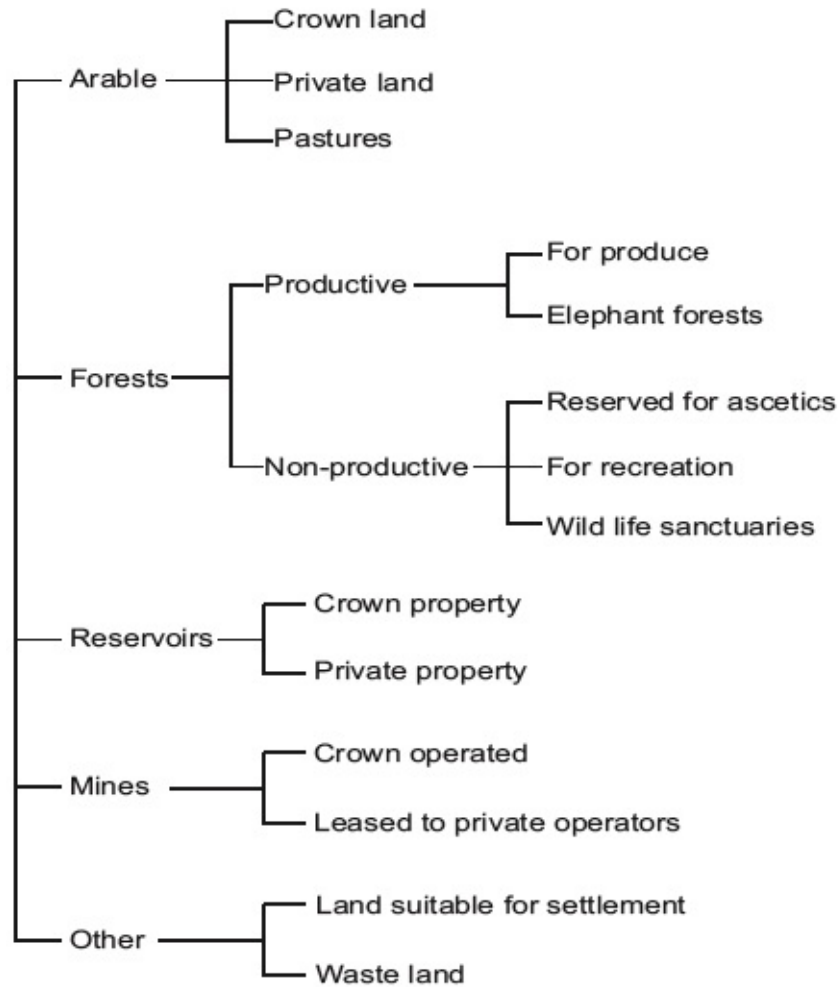 Crown land
Arable
Private land
Pastures
For produce
Productive
Elephant forests
Forests
Reserved for ascetics
Non-productive
For recreation
Wild life sanctuaries
Crown property
Reservoirs
Private property
Crown operated
Mines
Leased to private operators
Land suitable for settlement
Other
Waste land